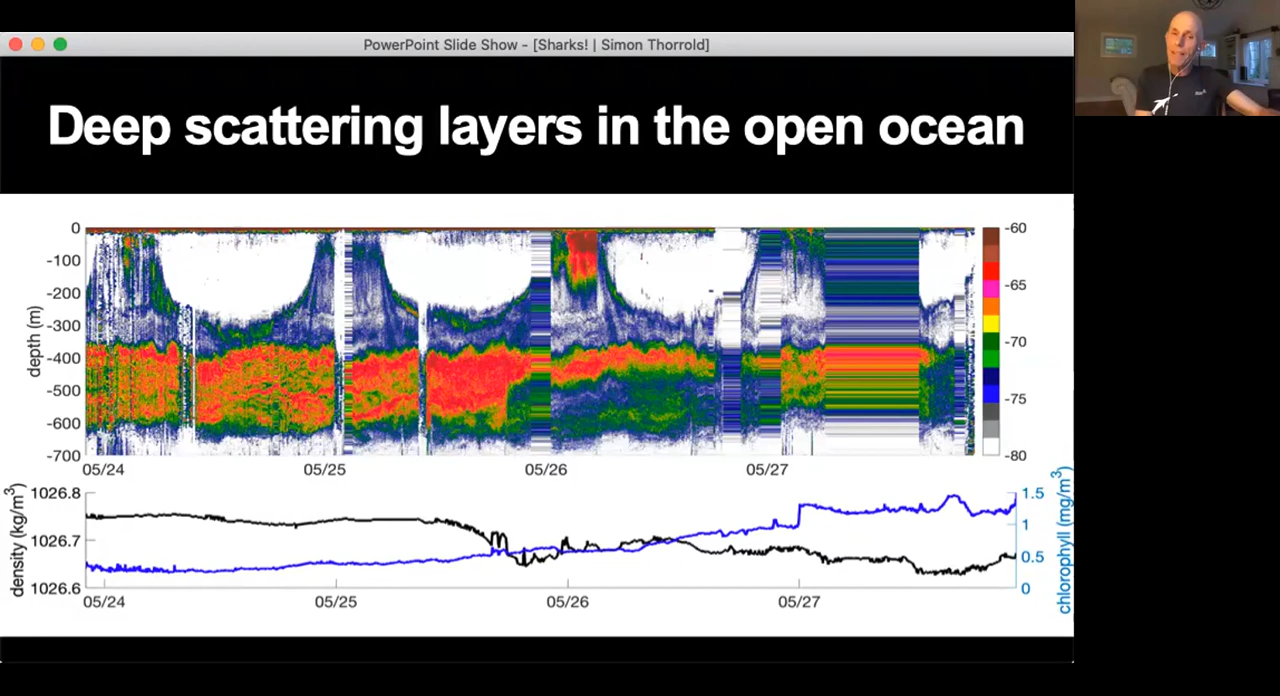 PowerPoint Slide Show - [Sharks! | Simon Thorrold]
Deep scattering layers in the open ocean
depth (m)
0
-100
-200
-300
-400
-500
-600
-700
05/24 05/25 05/26 05/27
-60
-65
-70
-75
-80
density (kg/m³)
1026.8
1026.7
1026.6
05/24 05/25 05/26 05/27
1.5
1
0.5
0
chlorophyll (mg/m³)